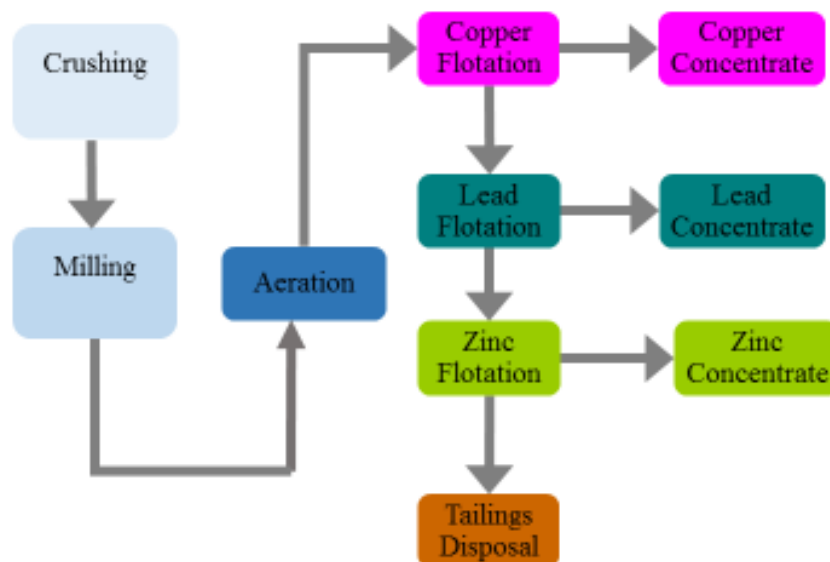 Crushing
Milling
Aeration
Copper
Flotation
Copper
Concentrate
Lead
Flotation
Lead
Concentrate
Zinc
Flotation
Zinc
Concentrate
Tailings
Disposal